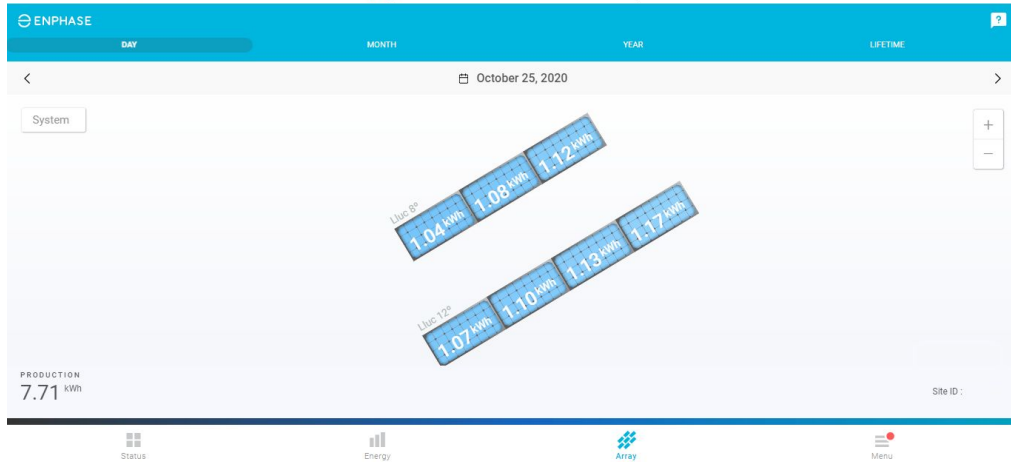 ENPHASE
?
DAY MONTH YEAR LIFETIME
< October 25, 2020 >
System
+
−
Lluc 8º
1.04 kWh 1.08 kWh 1.12 kWh
Lluc 12º
1.07 kWh 1.10 kWh 1.13 kWh 1.17 kWh
PRODUCTION
7.71 kWh
Site ID :
Status Energy Array Menu